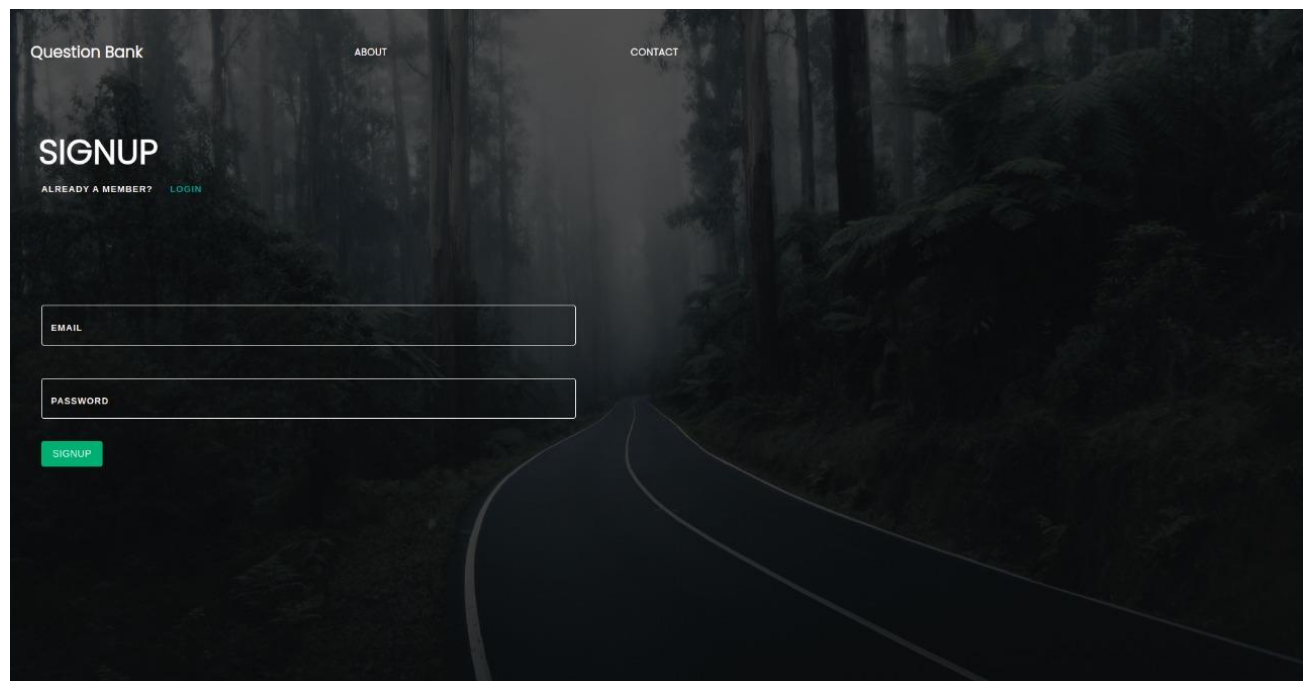 Question Bank ABOUT CONTACT
SIGNUP
ALREADY A MEMBER? LOGIN
EMAIL
PASSWORD
SIGNUP